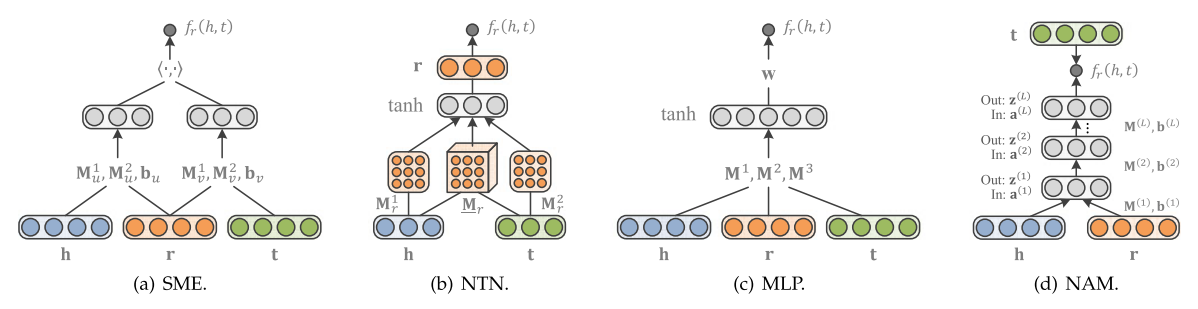 f_r(h, t)
⟨·,·⟩
M_u^1, M_u^2, b_u
M_v^1, M_v^2, b_v
h
r
t
(a) SME.
f_r(h, t)
r
tanh
M_r^1
M_r
M_r^2
h
t
(b) NTN.
f_r(h, t)
w
tanh
M^1, M^2, M^3
h
r
t
(c) MLP.
t
f_r(h, t)
Out: z^(L)
In: a^(L)
M^(L), b^(L)
Out: z^(2)
In: a^(2)
M^(2), b^(2)
Out: z^(1)
In: a^(1)
M^(1), b^(1)
h
r
(d) NAM.